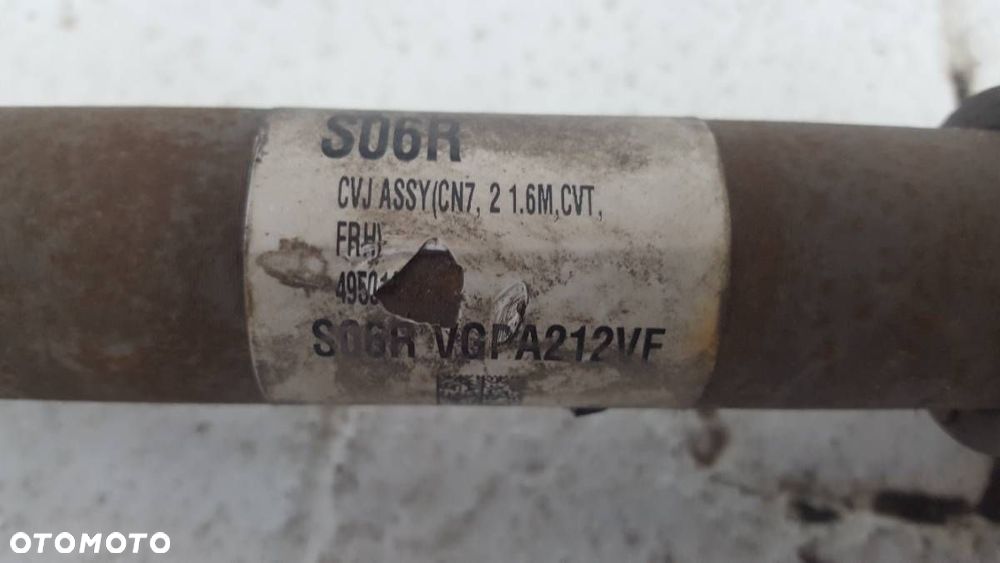 S06R
CVJ ASSY(CN7, 2 1.6M,CVT,
FRH)
S06R VGPA212VF
OTOMOTO